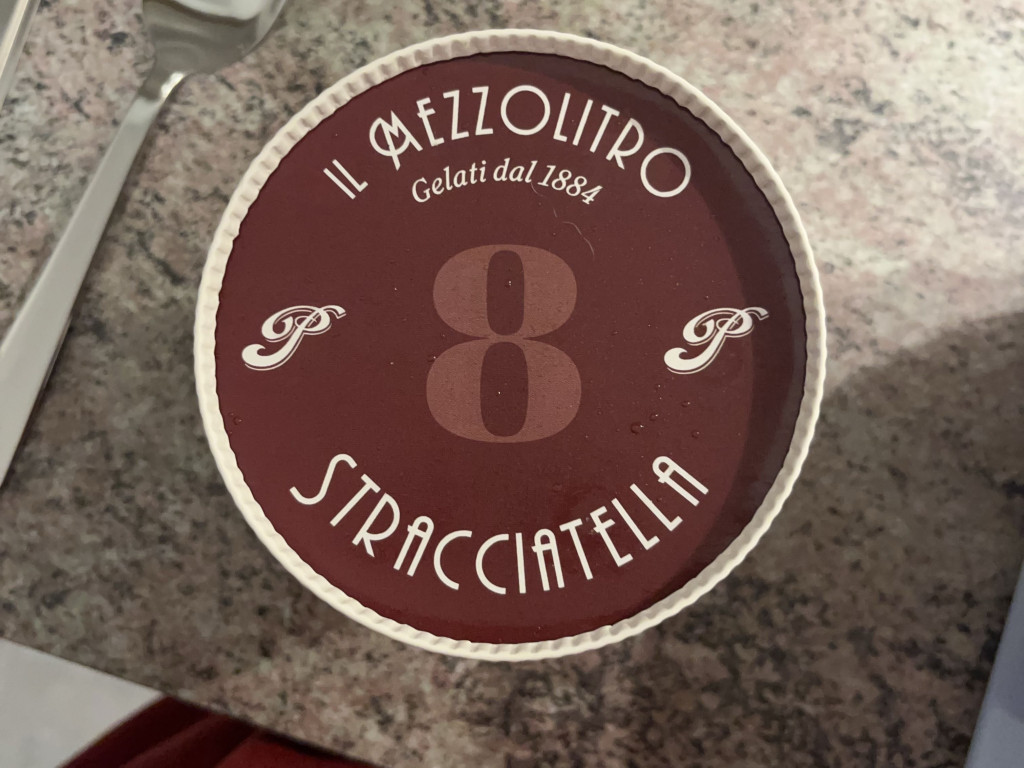 IL MEZZOLITRO
Gelati dal 1884
8
P P
STRACCIATELLA